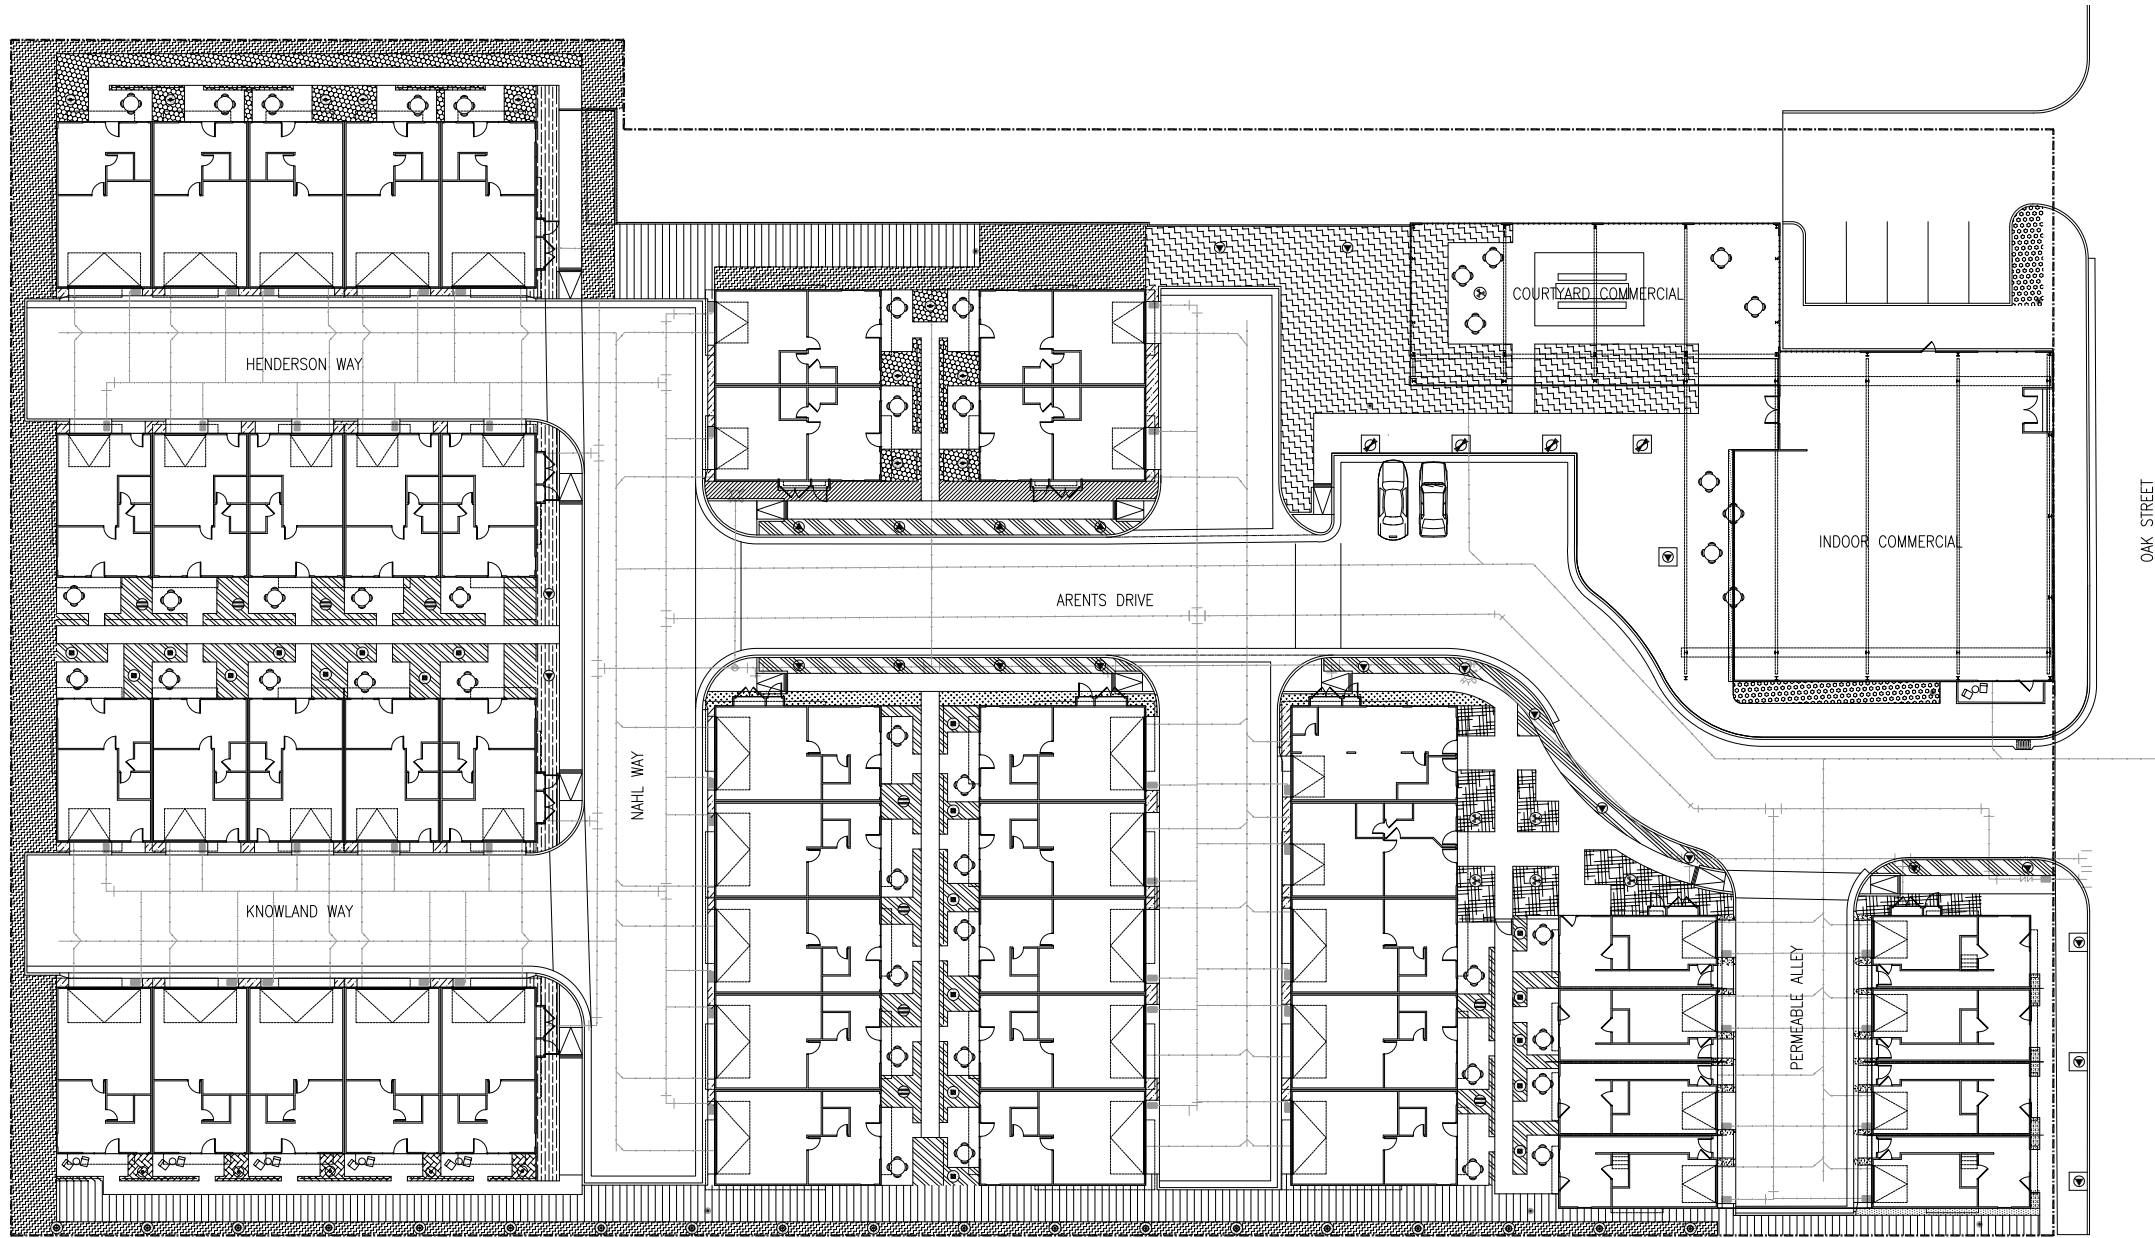 COURTYARD COMMERCIAL
HENDERSON WAY
OAK STREET
INDOOR COMMERCIAL
ARENTS DRIVE
NAHL WAY
KNOWLAND WAY
PERMEABLE ALLEY